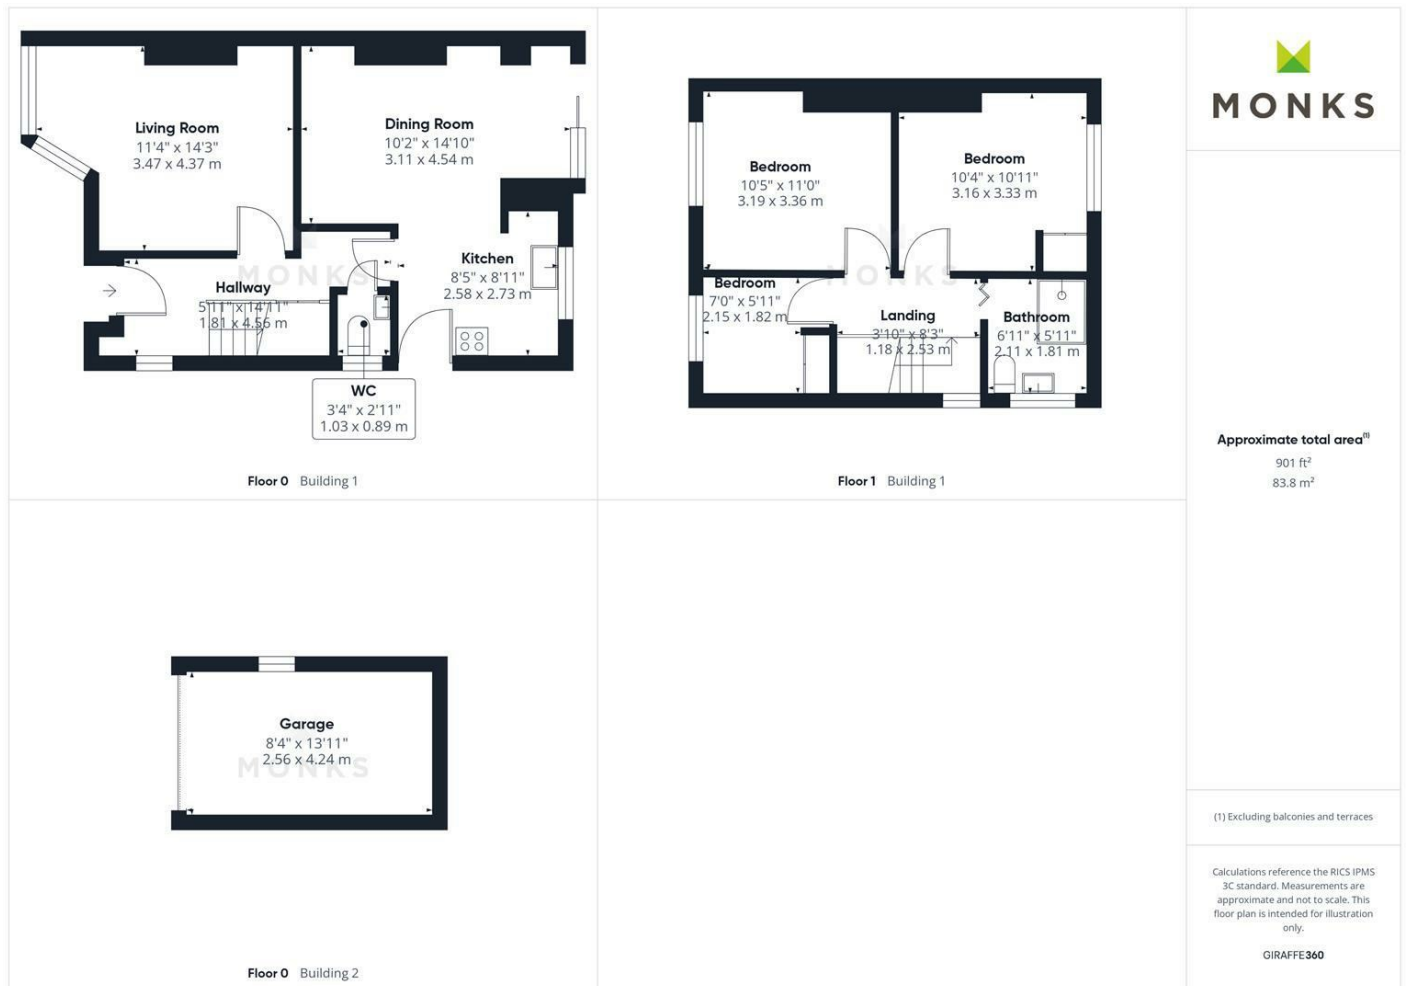 Living Room
11'4" x 14'3"
3.47 x 4.37 m
Dining Room
10'2" x 14'10"
3.11 x 4.54 m
Kitchen
8'5" x 8'11"
2.58 x 2.73 m
MONKS
Hallway
5'11" x 14'11"
1.81 x 4.56 m
WC
3'4" x 2'11"
1.03 x 0.89 m
Floor 0 Building 1
Bedroom
10'5" x 11'0"
3.19 x 3.36 m
Bedroom
10'4" x 10'11"
3.16 x 3.33 m
MONKS
Bedroom
7'0" x 5'11"
2.15 x 1.82 m
Landing
3'10" x 8'3"
1.18 x 2.53 m
Bathroom
6'11" x 5'11"
2.11 x 1.81 m
Floor 1 Building 1
Garage
8'4" x 13'11"
2.56 x 4.24 m
MONKS
Floor 0 Building 2
MONKS
Approximate total area(1)
901 ft²
83.8 m²
(1) Excluding balconies and terraces
Calculations reference the RICS IPMS
3C standard. Measurements are
approximate and not to scale. This
floor plan is intended for illustration
only.
GIRAFFE360